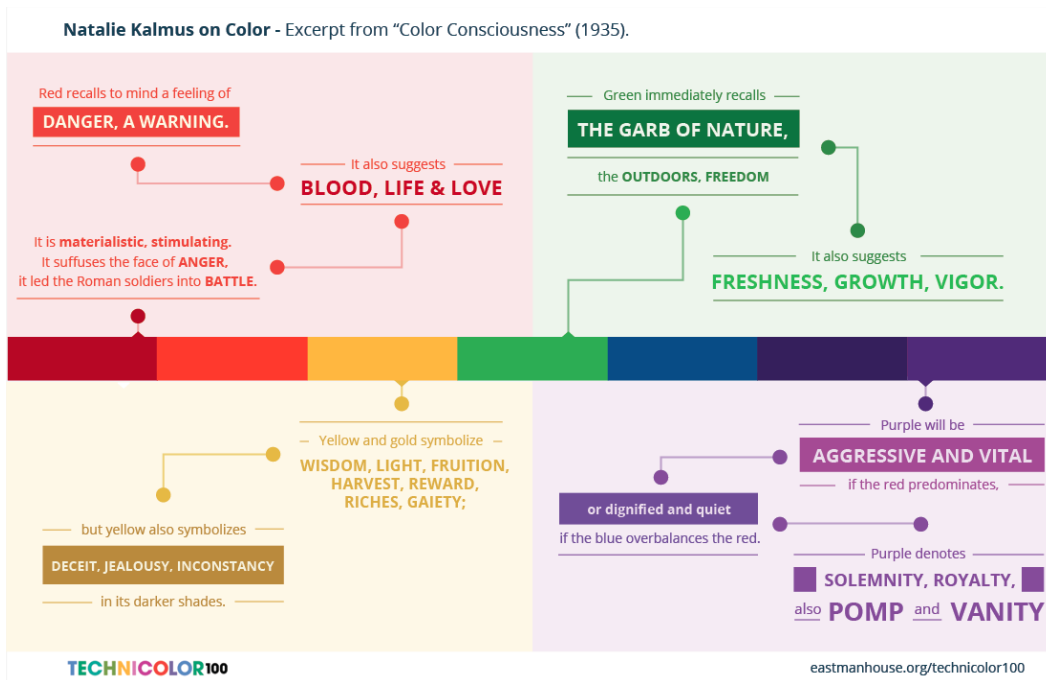 Natalie Kalmus on Color - Excerpt from “Color Consciousness” (1935).
Red recalls to mind a feeling of
DANGER, A WARNING.
It also suggests
BLOOD, LIFE & LOVE
It is materialistic, stimulating.
It suffuses the face of ANGER,
it led the Roman soldiers into BATTLE.
Green immediately recalls
THE GARB OF NATURE,
the OUTDOORS, FREEDOM
It also suggests
FRESHNESS, GROWTH, VIGOR.
Yellow and gold symbolize
WISDOM, LIGHT, FRUITION,
HARVEST, REWARD,
RICHES, GAIETY;
but yellow also symbolizes
DECEIT, JEALOUSY, INCONSTANCY
in its darker shades.
Purple will be
AGGRESSIVE AND VITAL
if the red predominates,
or dignified and quiet
if the blue overbalances the red.
Purple denotes
SOLEMNITY, ROYALTY,
also POMP and VANITY
TECHNICOLOR100
eastmanhouse.org/technicolor100